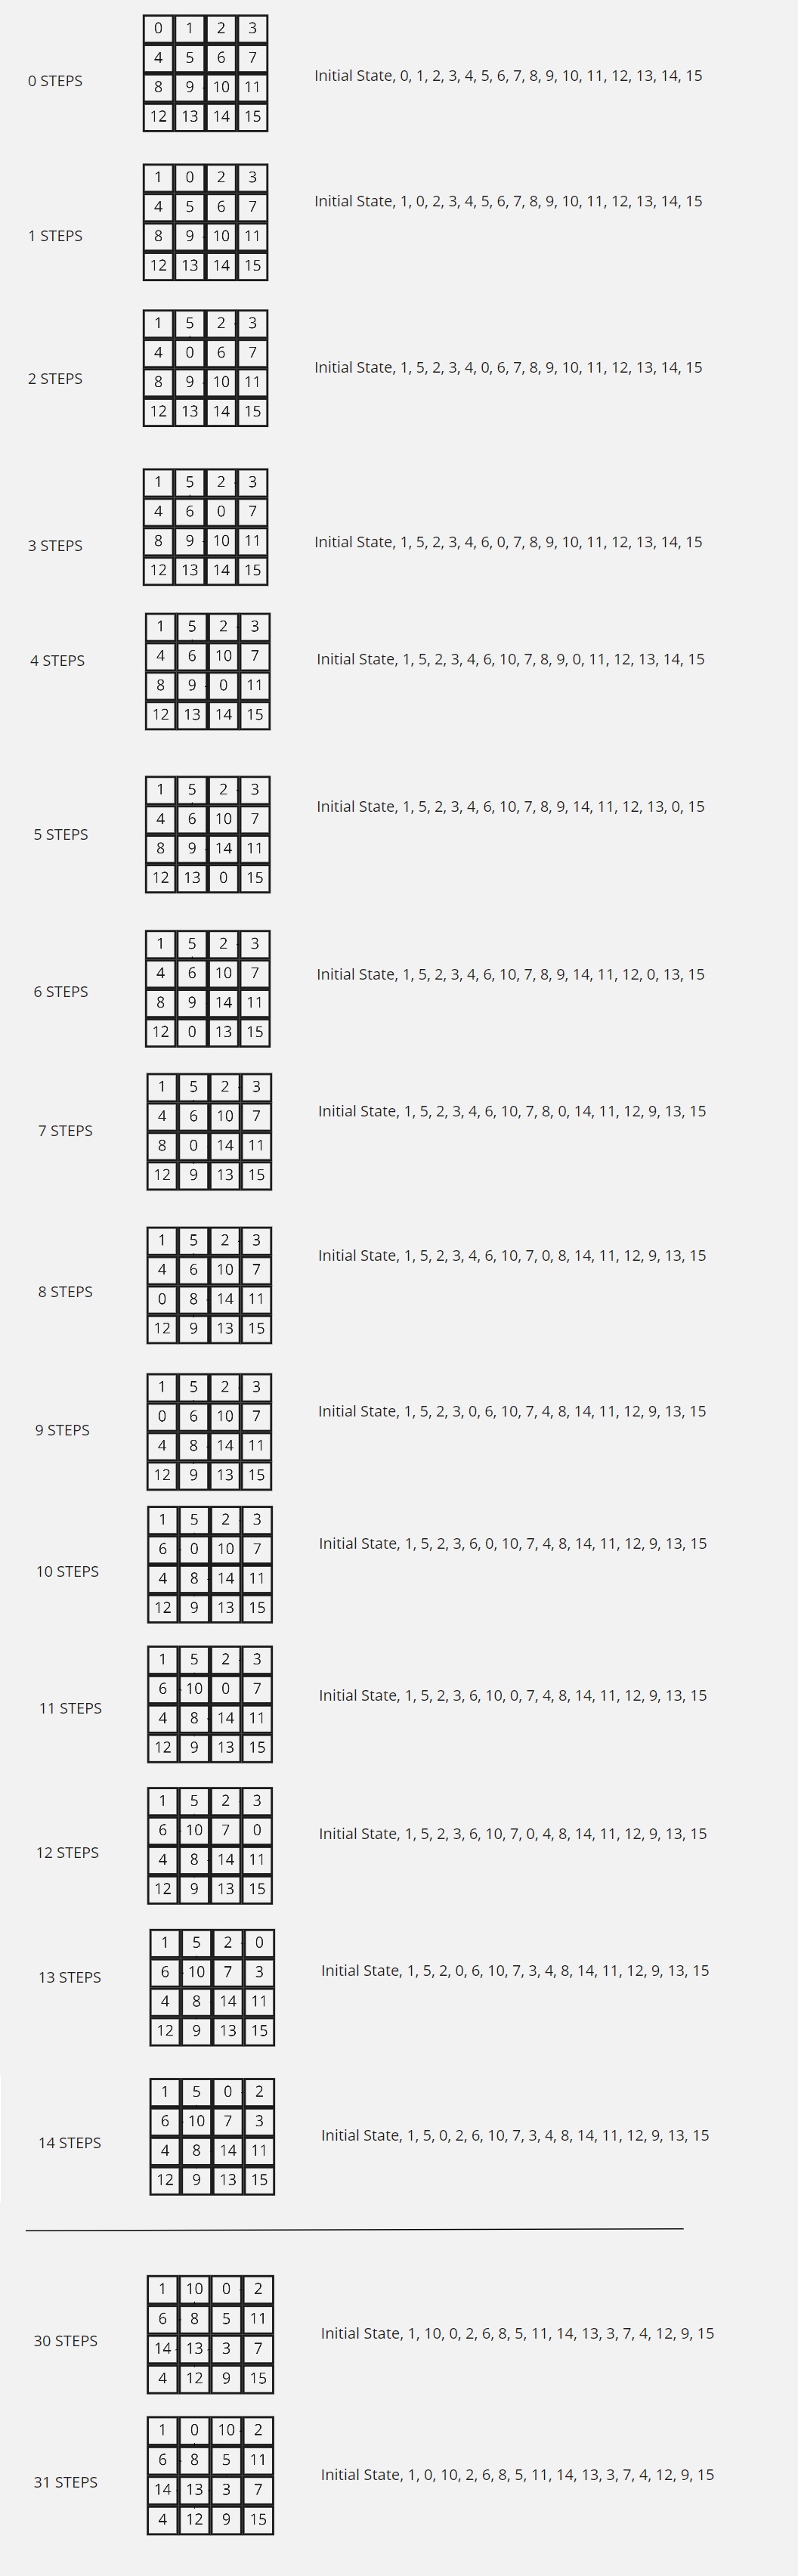 0 1 2 3
4 5 6 7
0 STEPS
Initial State, 0, 1, 2, 3, 4, 5, 6, 7, 8, 9, 10, 11, 12, 13, 14, 15
8 9 10 11
12 13 14 15
1 0 2 3
4 5 6 7
1 STEPS
Initial State, 1, 0, 2, 3, 4, 5, 6, 7, 8, 9, 10, 11, 12, 13, 14, 15
8 9 10 11
12 13 14 15
1 5 2 3
4 0 6 7
2 STEPS
Initial State, 1, 5, 2, 3, 4, 0, 6, 7, 8, 9, 10, 11, 12, 13, 14, 15
8 9 10 11
12 13 14 15
1 5 2 3
4 6 0 7
3 STEPS
Initial State, 1, 5, 2, 3, 4, 6, 0, 7, 8, 9, 10, 11, 12, 13, 14, 15
8 9 10 11
12 13 14 15
1 5 2 3
4 6 10 7
4 STEPS
Initial State, 1, 5, 2, 3, 4, 6, 10, 7, 8, 9, 0, 11, 12, 13, 14, 15
8 9 0 11
12 13 14 15
1 5 2 3
4 6 10 7
5 STEPS
Initial State, 1, 5, 2, 3, 4, 6, 10, 7, 8, 9, 14, 11, 12, 13, 0, 15
8 9 14 11
12 13 0 15
1 5 2 3
4 6 10 7
6 STEPS
Initial State, 1, 5, 2, 3, 4, 6, 10, 7, 8, 9, 14, 11, 12, 0, 13, 15
8 9 14 11
12 0 13 15
1 5 2 3
4 6 10 7
7 STEPS
Initial State, 1, 5, 2, 3, 4, 6, 10, 7, 8, 0, 14, 11, 12, 9, 13, 15
8 0 14 11
12 9 13 15
1 5 2 3
4 6 10 7
8 STEPS
Initial State, 1, 5, 2, 3, 4, 6, 10, 7, 0, 8, 14, 11, 12, 9, 13, 15
0 8 14 11
12 9 13 15
1 5 2 3
0 6 10 7
9 STEPS
Initial State, 1, 5, 2, 3, 0, 6, 10, 7, 4, 8, 14, 11, 12, 9, 13, 15
4 8 14 11
12 9 13 15
1 5 2 3
6 0 10 7
10 STEPS
Initial State, 1, 5, 2, 3, 6, 0, 10, 7, 4, 8, 14, 11, 12, 9, 13, 15
4 8 14 11
12 9 13 15
1 5 2 3
6 10 0 7
11 STEPS
Initial State, 1, 5, 2, 3, 6, 10, 0, 7, 4, 8, 14, 11, 12, 9, 13, 15
4 8 14 11
12 9 13 15
1 5 2 3
6 10 7 0
12 STEPS
Initial State, 1, 5, 2, 3, 6, 10, 7, 0, 4, 8, 14, 11, 12, 9, 13, 15
4 8 14 11
12 9 13 15
1 5 2 0
6 10 7 3
13 STEPS
Initial State, 1, 5, 2, 0, 6, 10, 7, 3, 4, 8, 14, 11, 12, 9, 13, 15
4 8 14 11
12 9 13 15
1 5 0 2
6 10 7 3
14 STEPS
Initial State, 1, 5, 0, 2, 6, 10, 7, 3, 4, 8, 14, 11, 12, 9, 13, 15
4 8 14 11
12 9 13 15
1 10 0 2
6 8 5 11
30 STEPS
Initial State, 1, 10, 0, 2, 6, 8, 5, 11, 14, 13, 3, 7, 4, 12, 9, 15
14 13 3 7
4 12 9 15
1 0 10 2
6 8 5 11
31 STEPS
Initial State, 1, 0, 10, 2, 6, 8, 5, 11, 14, 13, 3, 7, 4, 12, 9, 15
14 13 3 7
4 12 9 15